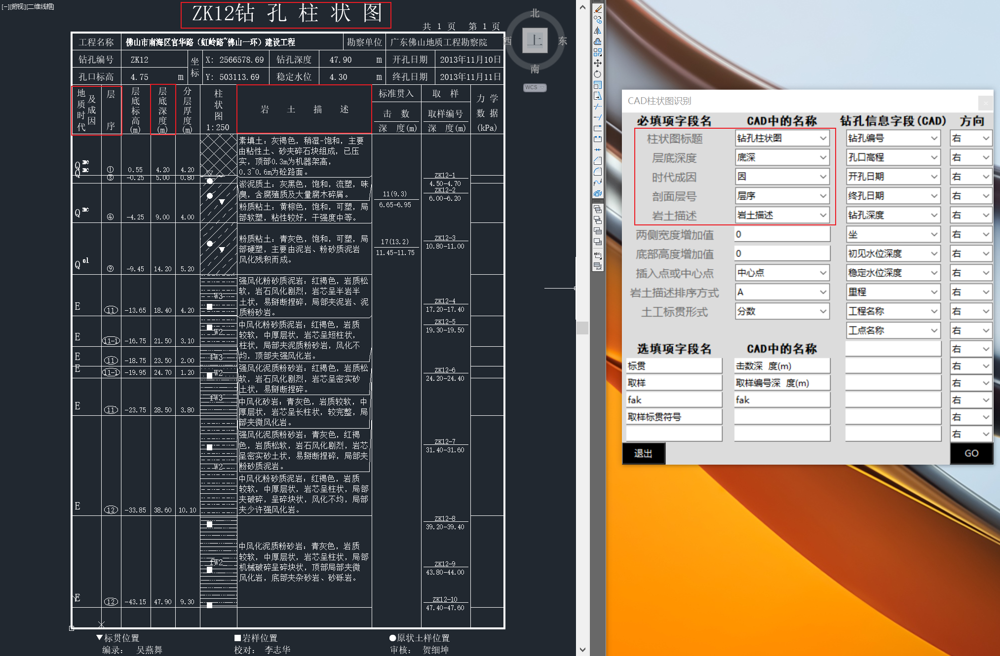 [-][俯视][二维线框]
ZK12钻 孔 柱 状 图
共 1 页 第 1 页
工程名称 佛山市南海区官华路（虹岭路~佛山一环）建设工程 勘察单位 广东佛山地质工程勘察院
钻孔编号 ZK12 坐标 X: 2566578.69 钻孔深度 47.90 m 开孔日期 2013年11月10日
孔口标高 4.75 m Y: 503113.69 稳定水位 4.30 m 终孔日期 2013年11月11日
地质时代及成因 层序 层底标高(m) 层底深度(m) 分层厚度(m) 柱状图 1:250 岩 土 描 述 标准贯入 击 数 深 度(m) 取 样 取样编号 深 度(m) 力 学 数 据 (kPa)
Q me ① 0.55 4.20 4.20
素填土：灰褐色，稍湿-饱和，主要
由粘性土、砂夹碎石块组成，已压
实，顶部0.3m为机器架高，
0.3~0.6m为砼路面。
Q mc ③ -0.25 5.00 0.80
淤泥质土：灰黑色，饱和，流塑，味
臭，含腐殖质及大量腐木碎屑。
ZK12-1
4.50-4.70
ZK12-2
6.00-6.20
11(9.3)
6.65-6.95
Q mc ④ -4.25 9.00 4.00
粉质粘土：黄棕色，饱和，可塑，局
部软塑，粘性较好，干强度中等。
Q el ⑨ -9.45 14.20 5.20
粉质粘土：青灰色，饱和，可塑，局
部硬塑，主要由泥岩、粉砂质泥岩
风化残积而成。
17(13.2)
11.45-11.75
ZK12-3
10.80-11.00
E 11 -13.65 18.40 4.20 W3
强风化粉砂质泥岩：红褐色，岩质松
软，岩石风化剧烈，岩芯呈半岩半
土状，易掰断捏碎，局部夹泥岩、泥
质粉砂岩。
ZK12-4
17.20-17.40
E 11-1 -16.75 21.50 3.10 W2
中风化粉砂质泥岩：红褐色，岩质
较软，中厚层状，岩芯呈短柱状，
柱状，局部夹泥质粉砂岩，风化不
均，顶部夹强风化岩。
ZK12-5
19.30-19.50
E 11 -18.75 23.50 2.00 fW3
强风化泥质粉砂岩：红褐色，岩质松
软，岩石风化剧烈，岩芯呈密实砂
土状，易掰断捏碎。
E 11-1 -19.95 24.70 1.20 W2
中风化砂岩：青灰色，岩质较软，中
厚层状，岩芯呈长柱状，较完整，局
部夹微风化岩。
ZK12-6
24.20-24.40
E 11 -23.75 28.50 3.80 fW3
强风化泥质粉砂岩：青灰色，红褐
色，岩质松软，岩石风化剧烈，岩芯
呈密实砂土状，易掰断捏碎，局部夹
粉砂质泥岩。
ZK12-7
31.40-31.60
E 12 -33.85 38.60 10.10 W2
中风化粉砂质泥岩：红褐色，岩质
较软，中厚层状，岩芯呈柱状，局部
夹破碎，呈碎块状，风化不均，局部
夹少许强风化岩。
ZK12-8
39.20-39.40
E 12 -43.15 47.90 9.30 fW2
中风化泥质粉砂岩：青灰色，岩质
较软，中厚层状，岩芯呈柱状，局部
机械破碎呈碎块状，顶部局部夹微
风化岩，底部夹杂砂岩、砂砾岩。
ZK12-9
43.80-44.00
ZK12-10
47.40-47.60
▼标贯位置 ■岩样位置 ●原状土样位置
编录： 吴燕舞 校对： 李志华 审核： 贺细坤
北
西 上 东
南
WCS
ABC
CAD柱状图识别
必填项字段名 CAD中的名称 钻孔信息字段(CAD) 方向
柱状图标题 钻孔柱状图 钻孔编号 右
层底深度 底深 孔口高程 右
时代成因 因 开孔日期 右
剖面层号 层序 终孔日期 右
岩土描述 岩土描述 钻孔深度 右
两侧宽度增加值 0 坐 右
底部高度增加值 0 初见水位深度 右
插入点或中心点 中心点 稳定水位深度 右
岩土描述排序方式 A 里程 右
土工标贯形式 分数 工程名称 右
工点名称 右
选填项字段名 CAD中的名称 右
标贯 击数深 度(m) 右
取样 取样编号深 度(m) 右
fak fak 右
取样标贯符号 右
右
退出 GO